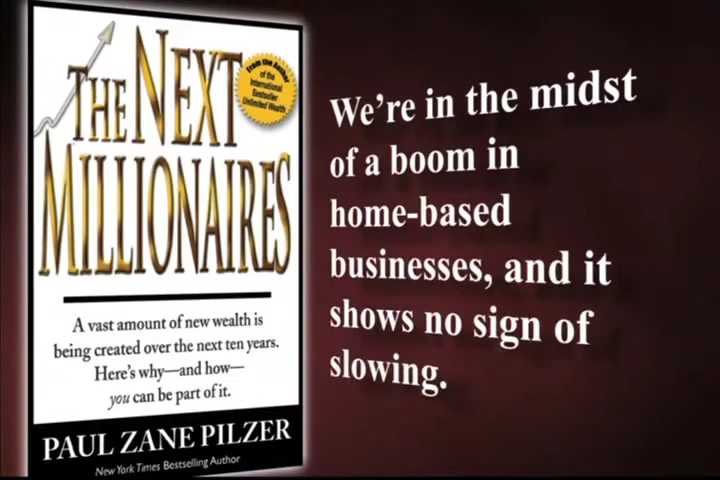 THE NEXT
MILLIONAIRES
From the Author
of the
International
Bestseller
Unlimited Wealth
A vast amount of new wealth is
being created over the next ten years.
Here's why—and how—
you can be part of it.
PAUL ZANE PILZER
New York Times Bestselling Author
We're in the midst
of a boom in
home-based
businesses, and it
shows no sign of
slowing.